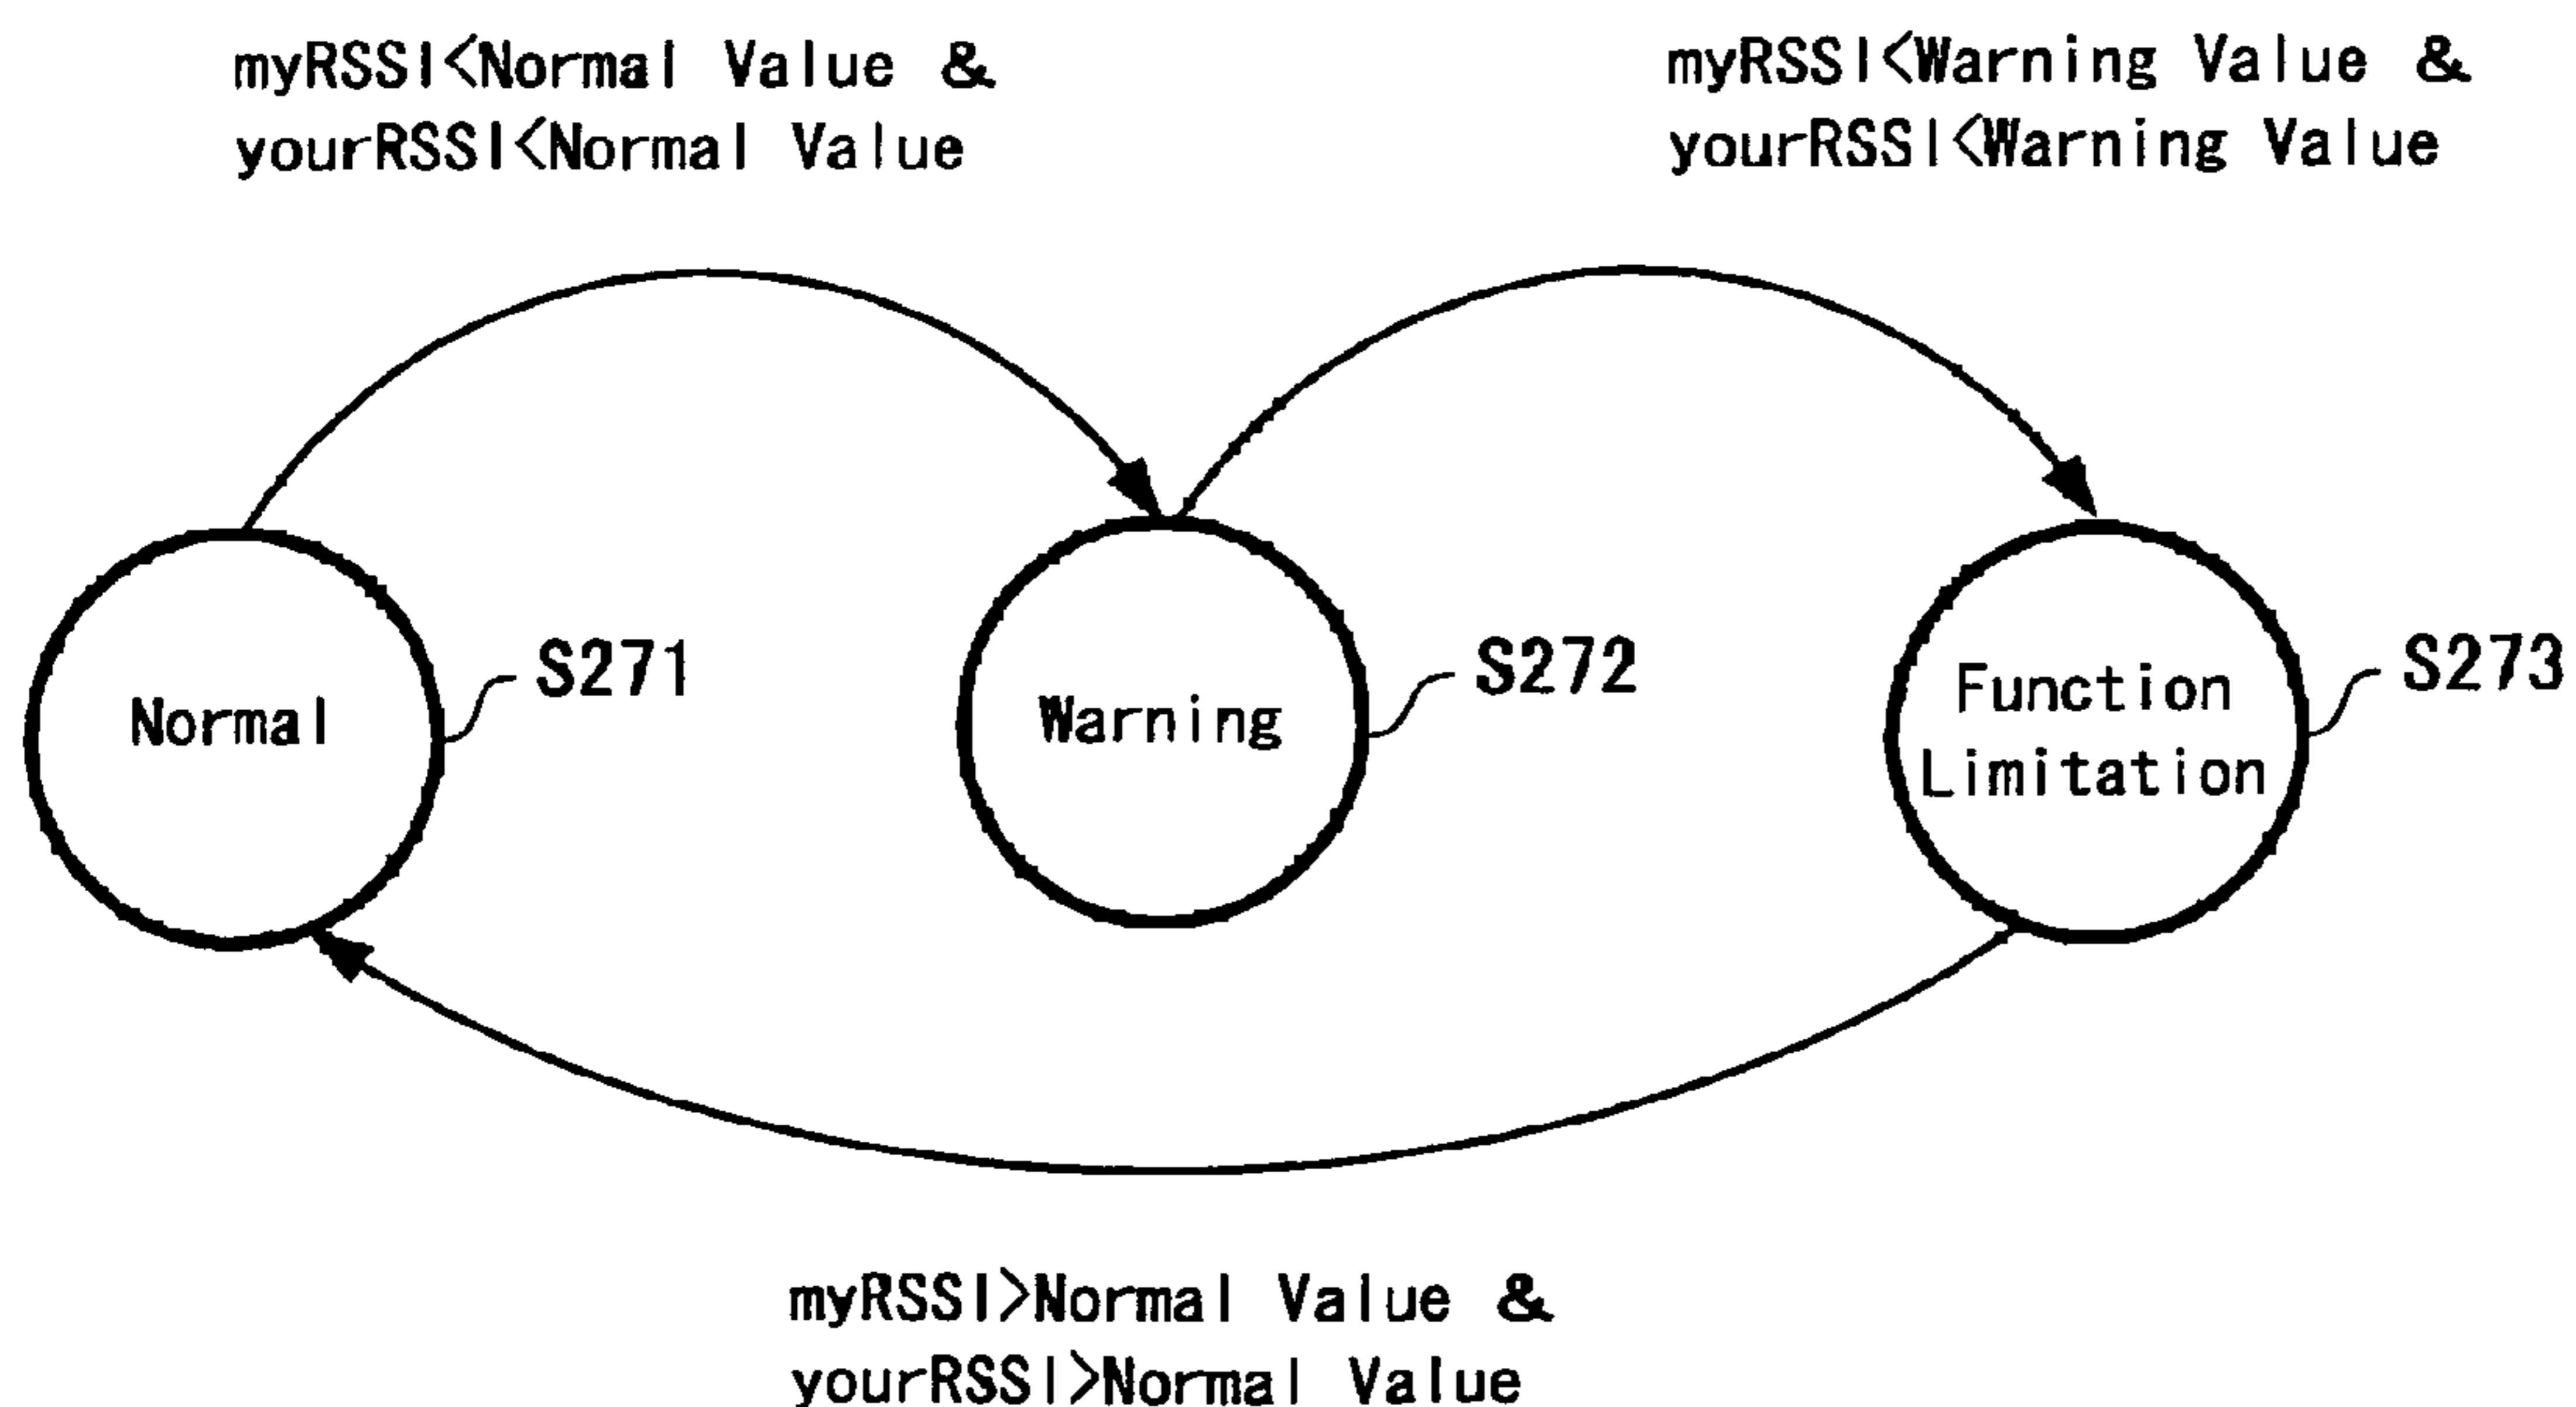 myRSSI<Normal Value &
yourRSSI<Normal Value
myRSSI<Warning Value &
yourRSSI<Warning Value
Normal
S271
Warning
S272
Function
Limitation
S273
myRSSI>Normal Value &
yourRSSI>Normal Value